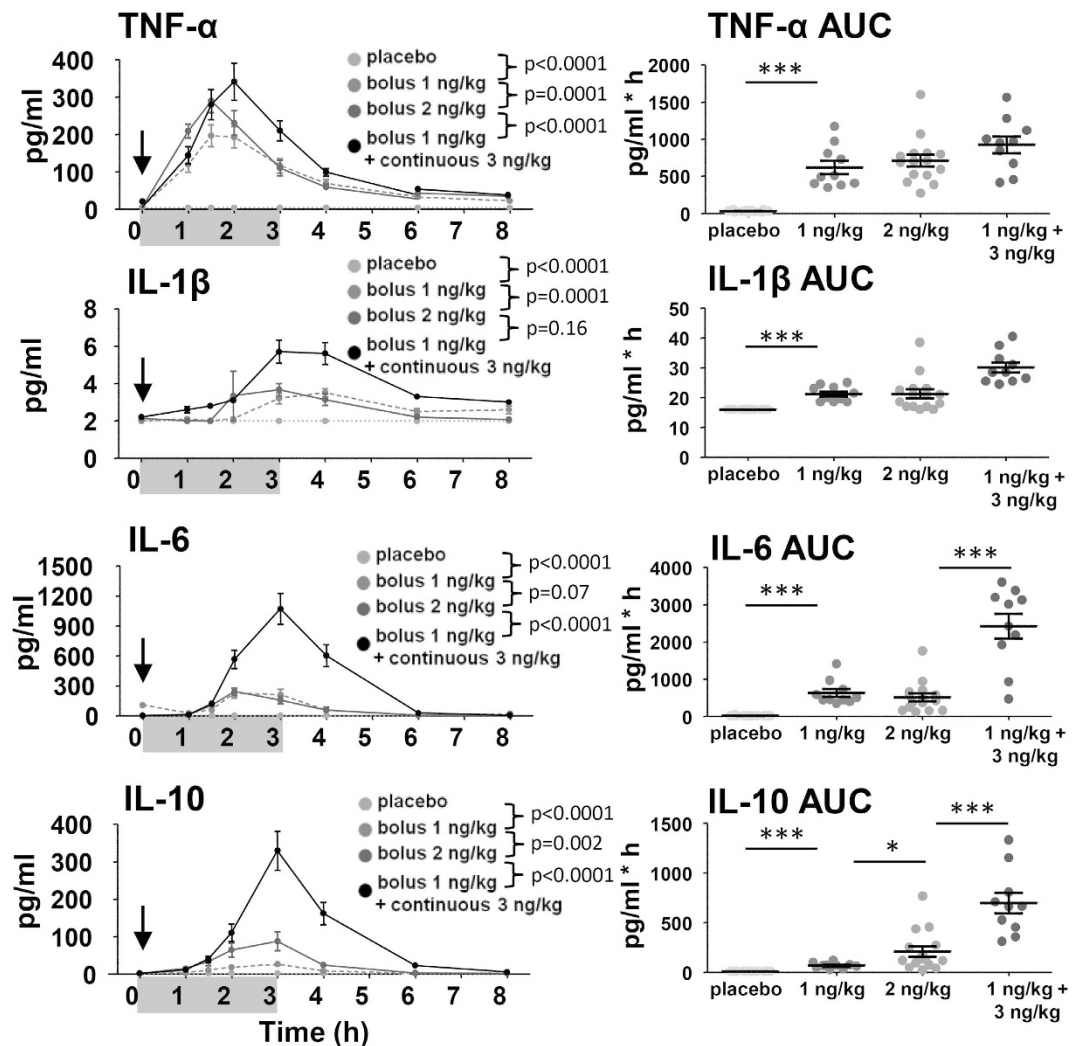 TNF-α
400
300
200
100
0
pg/ml
0 1 2 3 4 5 6 7 8
placebo
bolus 1 ng/kg
bolus 2 ng/kg
bolus 1 ng/kg
+ continuous 3 ng/kg
p<0.0001
p=0.0001
p<0.0001
TNF-α AUC
2000
1500
1000
500
0
pg/ml * h
***
placebo
1 ng/kg
2 ng/kg
1 ng/kg +
3 ng/kg
IL-1β
8
6
4
2
0
pg/ml
0 1 2 3 4 5 6 7 8
placebo
bolus 1 ng/kg
bolus 2 ng/kg
bolus 1 ng/kg
+ continuous 3 ng/kg
p<0.0001
p=0.0001
p=0.16
IL-1β AUC
50
40
30
20
10
0
pg/ml * h
***
placebo
1 ng/kg
2 ng/kg
1 ng/kg +
3 ng/kg
IL-6
1500
1200
900
600
300
0
pg/ml
0 1 2 3 4 5 6 7 8
placebo
bolus 1 ng/kg
bolus 2 ng/kg
bolus 1 ng/kg
+ continuous 3 ng/kg
p<0.0001
p=0.07
p<0.0001
IL-6 AUC
4000
3000
2000
1000
0
pg/ml * h
***
***
placebo
1 ng/kg
2 ng/kg
1 ng/kg +
3 ng/kg
IL-10
400
300
200
100
0
pg/ml
0 1 2 3 4 5 6 7 8
Time (h)
placebo
bolus 1 ng/kg
bolus 2 ng/kg
bolus 1 ng/kg
+ continuous 3 ng/kg
p<0.0001
p=0.002
p<0.0001
IL-10 AUC
1500
1000
500
0
pg/ml * h
***
*
***
placebo
1 ng/kg
2 ng/kg
1 ng/kg +
3 ng/kg